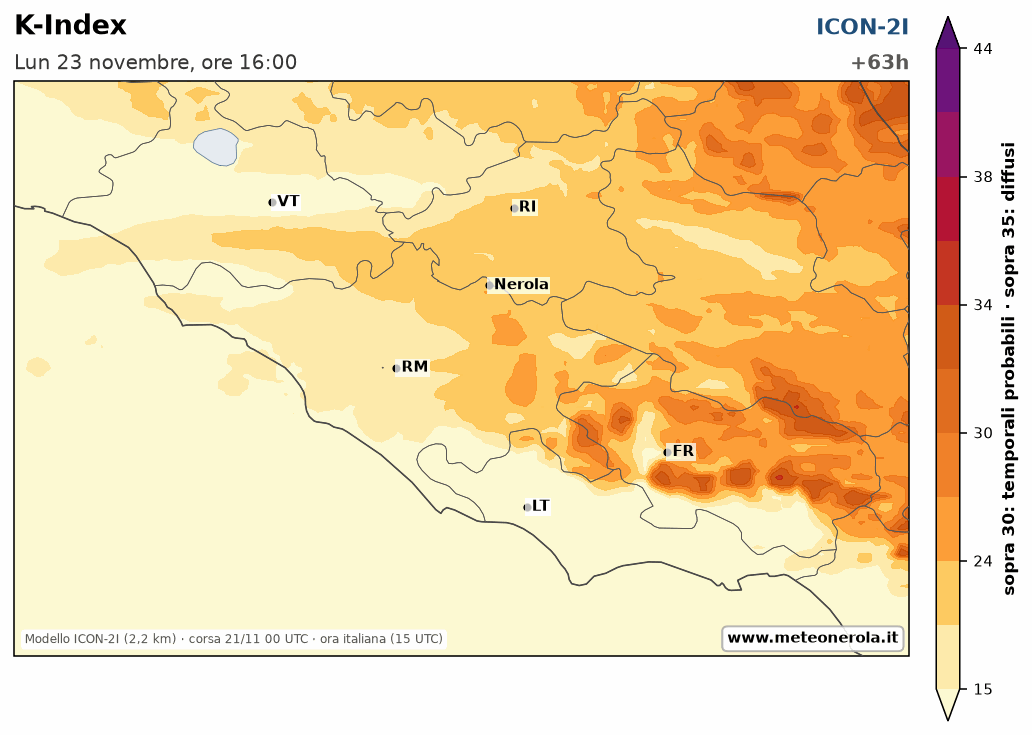 K-Index
ICON-2I
Lun 23 novembre, ore 16:00
+63h
VT
RI
Nerola
RM
FR
LT
Modello ICON-2I (2,2 km) · corsa 21/11 00 UTC · ora italiana (15 UTC)
www.meteonerola.it
44
38
34
30
24
15
sopra 30: temporali probabili · sopra 35: diffusi